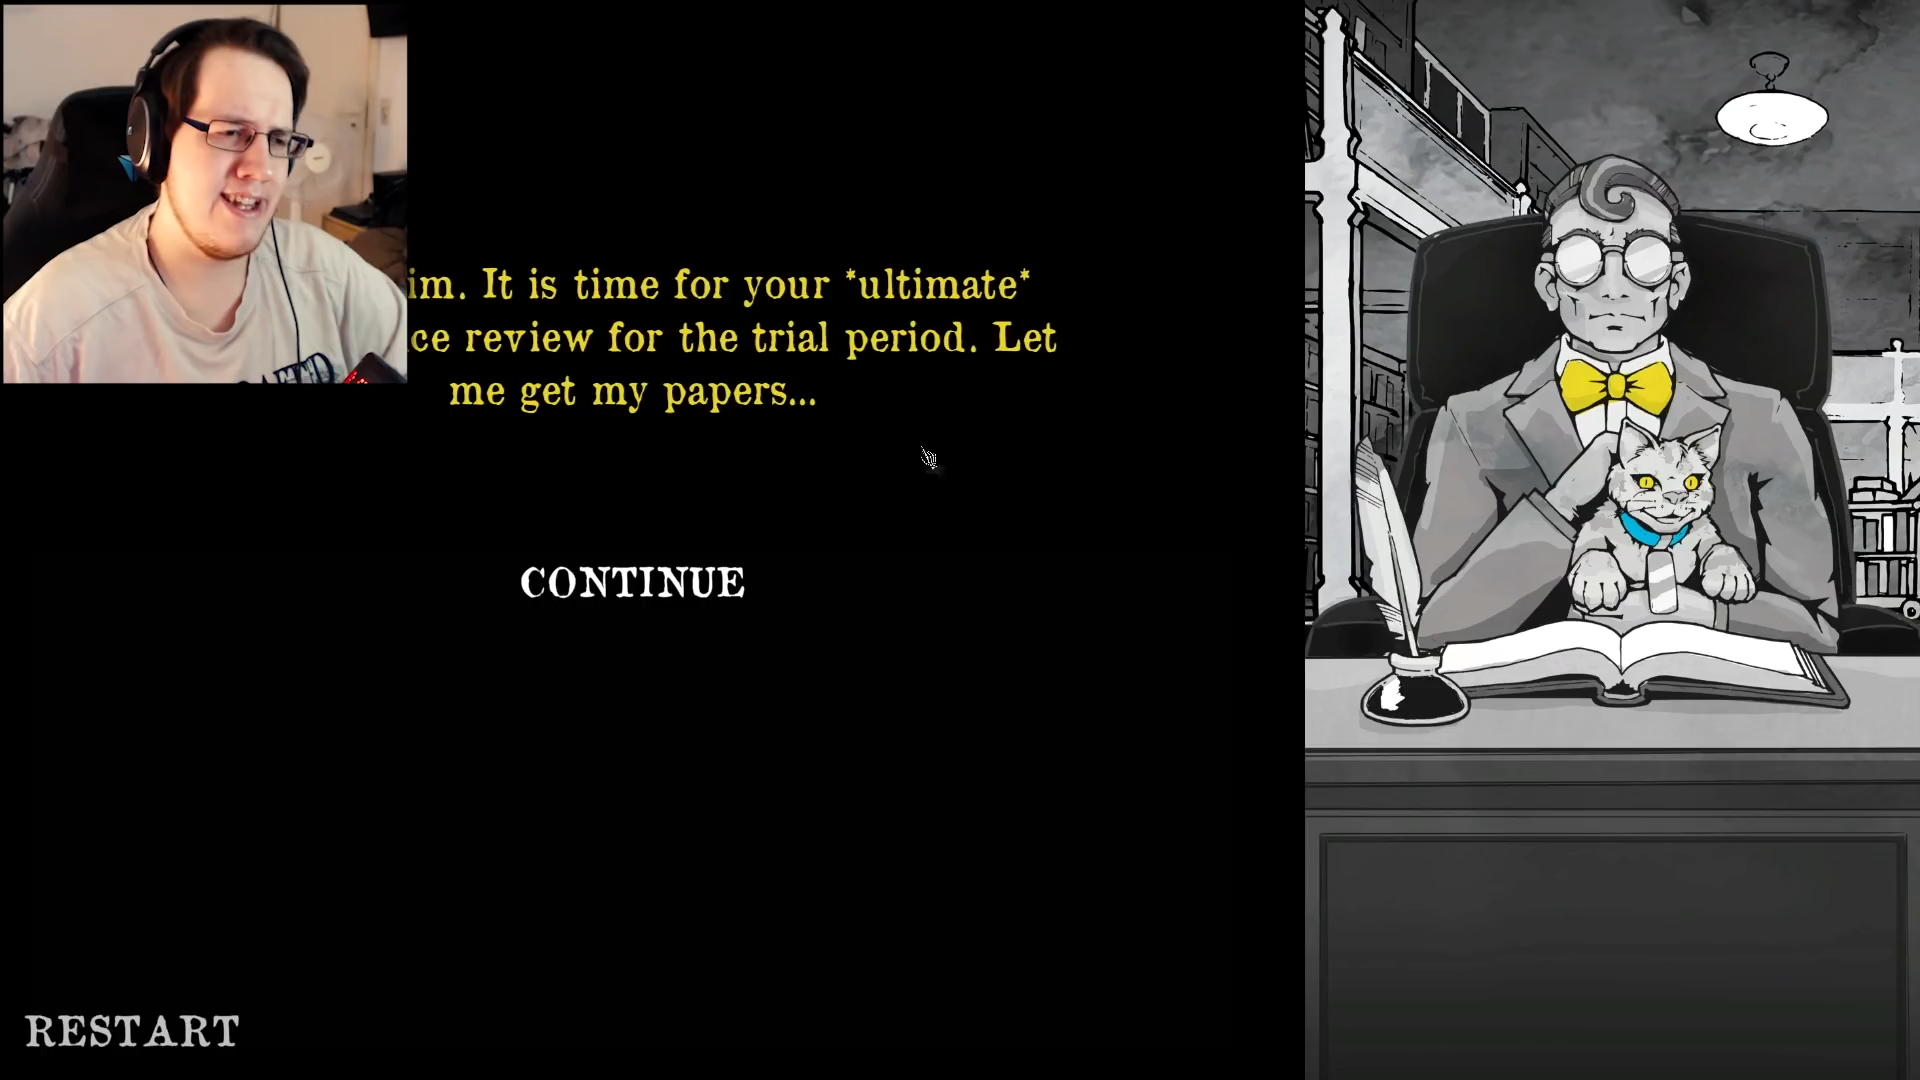 im. It is time for your *ultimate*
ce review for the trial period. Let
me get my papers...
CONTINUE
RESTART